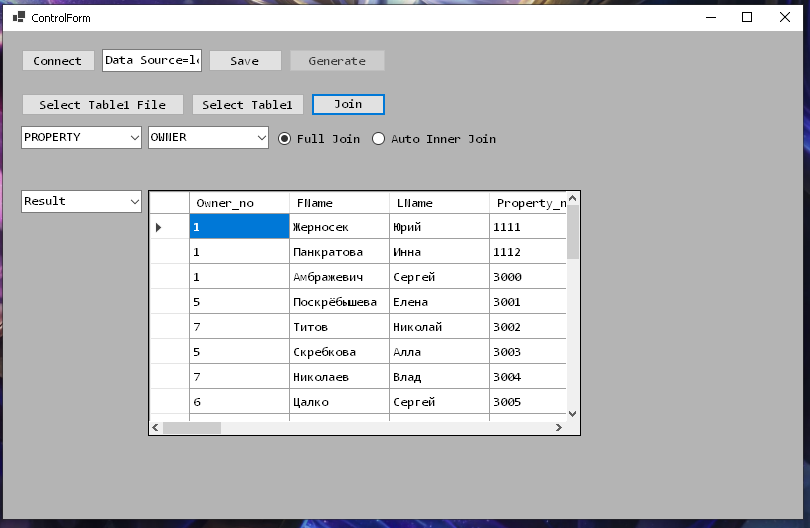 ControlForm
Connect Data Source=l Save Generate
Select Table1 File Select Table1 Join
PROPERTY OWNER Full Join Auto Inner Join
Result
Owner_no FName LName Property_n
1 Жерносек Юрий 1111
1 Панкратова Инна 1112
1 Амбражевич Сергей 3000
5 Поскрёбышева Елена 3001
7 Титов Николай 3002
5 Скребкова Алла 3003
7 Николаев Влад 3004
6 Цалко Сергей 3005